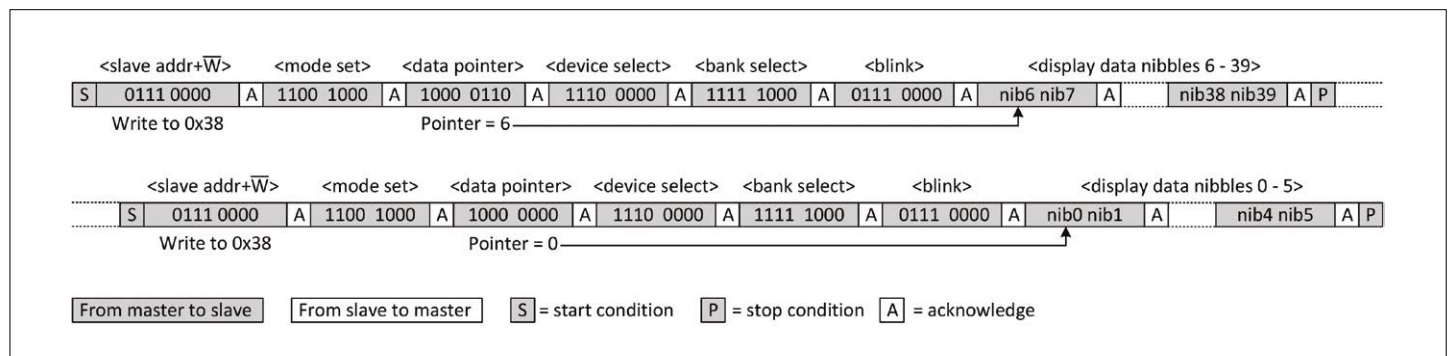 <slave addr+W̅> <mode set> <data pointer> <device select> <bank select> <blink> <display data nibbles 6 - 39>
S 0111 0000 A 1100 1000 A 1000 0110 A 1110 0000 A 1111 1000 A 0111 0000 A nib6 nib7 A nib38 nib39 A P
Write to 0x38 Pointer = 6
<slave addr+W̅> <mode set> <data pointer> <device select> <bank select> <blink> <display data nibbles 0 - 5>
S 0111 0000 A 1100 1000 A 1000 0000 A 1110 0000 A 1111 1000 A 0111 0000 A nib0 nib1 A nib4 nib5 A P
Write to 0x38 Pointer = 0
From master to slave From slave to master S = start condition P = stop condition A = acknowledge